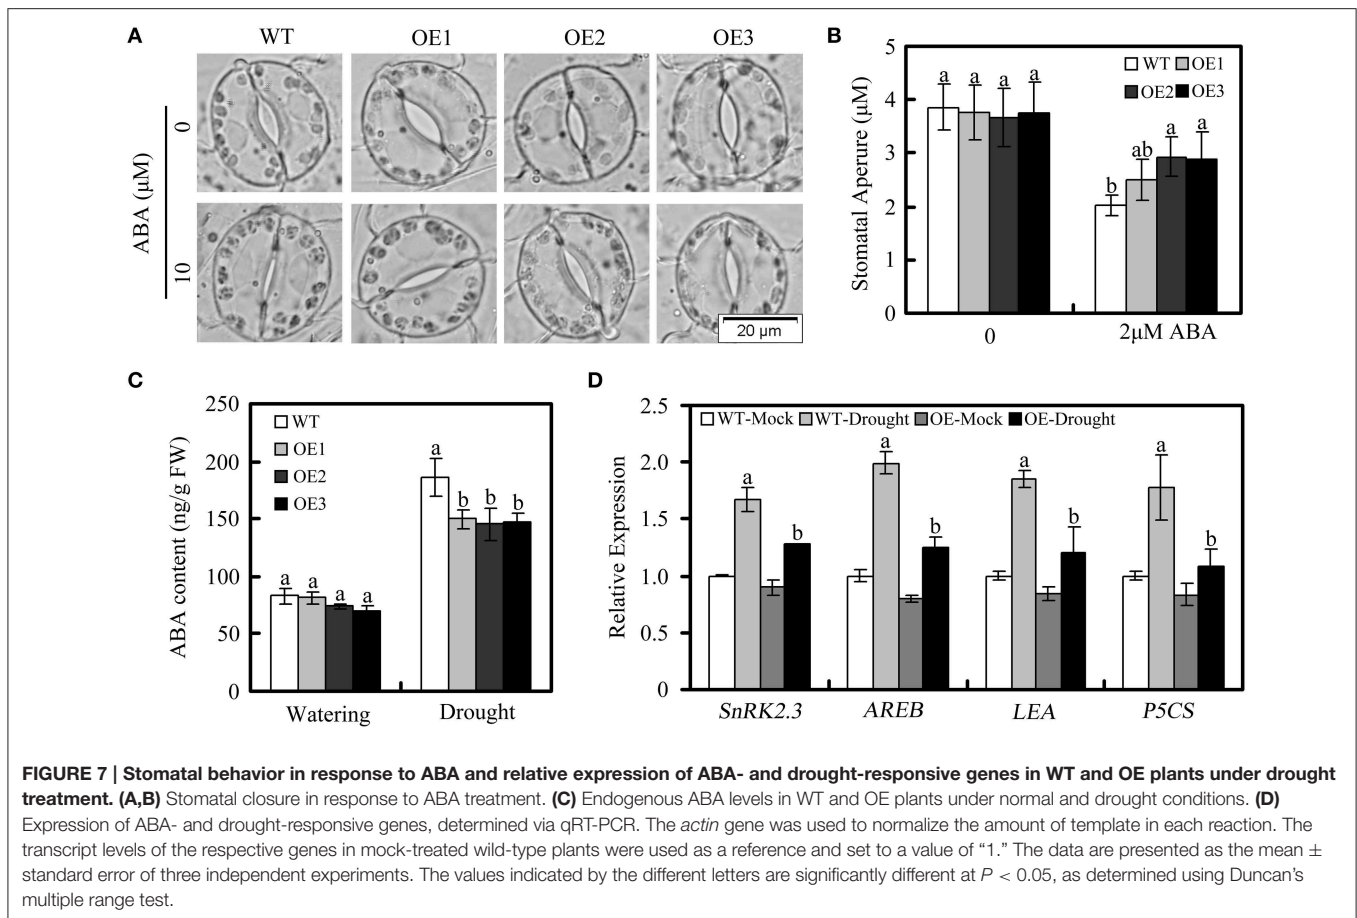 A
WT
OE1
OE2
OE3
ABA (μM)
0
10
20 μm
B
Stomatal Aperure (μM)
5
4
3
2
1
0
WT OE1
OE2 OE3
a a a a
b ab a a
0 2μM ABA
C
ABA content (ng/g FW)
250
200
150
100
50
0
WT
OE1
OE2
OE3
a a a a
a b b b
Watering Drought
D
Relative Expression
2.5
2.0
1.5
1.0
0.5
0
WT-Mock WT-Drought OE-Mock OE-Drought
a b a b a b a b
SnRK2.3 AREB LEA P5CS
FIGURE 7 | Stomatal behavior in response to ABA and relative expression of ABA- and drought-responsive genes in WT and OE plants under drought
treatment. (A,B) Stomatal closure in response to ABA treatment. (C) Endogenous ABA levels in WT and OE plants under normal and drought conditions. (D)
Expression of ABA- and drought-responsive genes, determined via qRT-PCR. The actin gene was used to normalize the amount of template in each reaction. The
transcript levels of the respective genes in mock-treated wild-type plants were used as a reference and set to a value of “1.” The data are presented as the mean ±
standard error of three independent experiments. The values indicated by the different letters are significantly different at P < 0.05, as determined using Duncan’s
multiple range test.